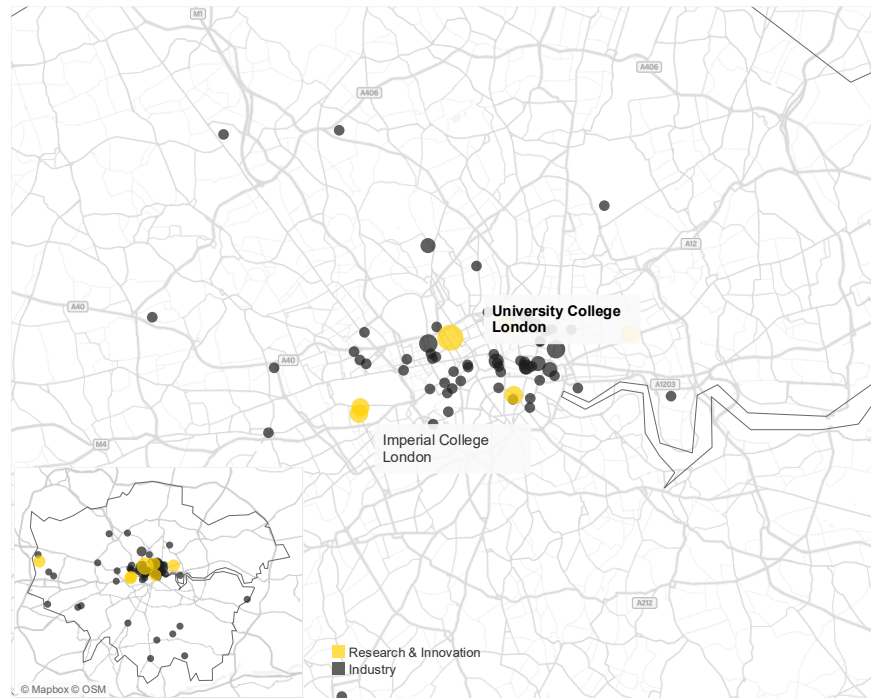 M1
A406
A406
A12
A40
University College
London
A40
A1203
M4
Imperial College
London
A212
Research & Innovation
Industry
© Mapbox © OSM